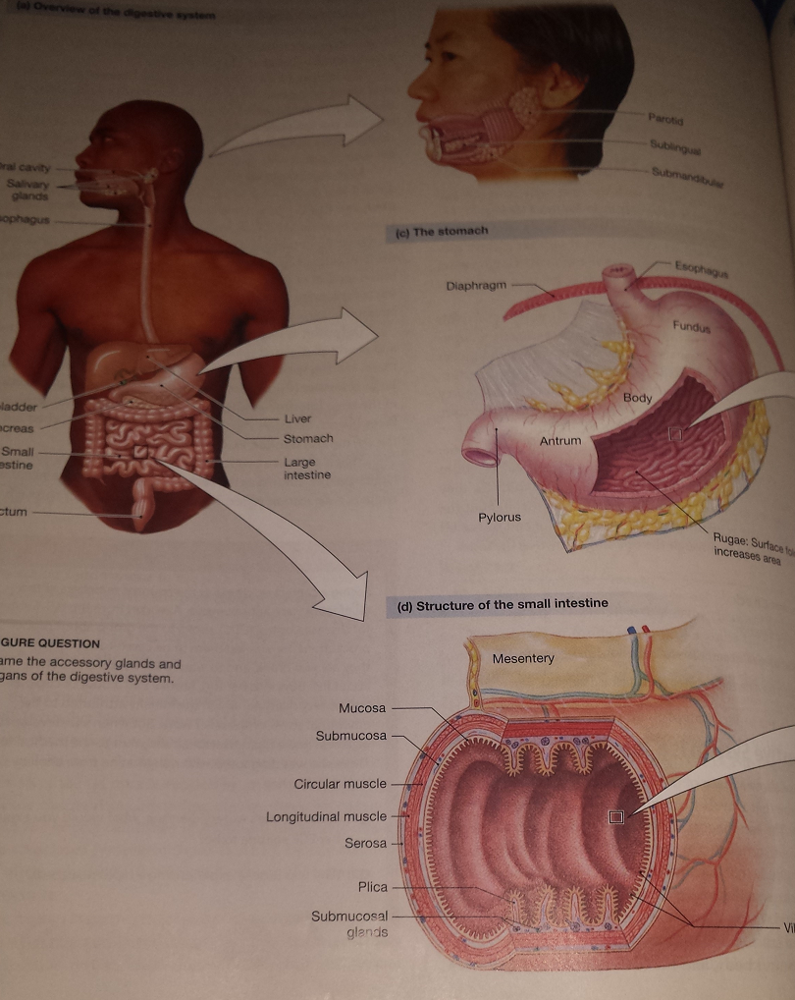 (a) Overview of the digestive system
Parotid
Sublingual
Submandibular
ral cavity
Salivary
glands
sophagus
ladder
ncreas
Small
estine
ctum
Liver
Stomach
Large
intestine
(c) The stomach
Diaphragm
Esophagus
Fundus
Body
Antrum
Pylorus
Rugae: Surface fol
increases area
GURE QUESTION
ame the accessory glands and
gans of the digestive system.
(d) Structure of the small intestine
Mesentery
Mucosa
Submucosa
Circular muscle
Longitudinal muscle
Serosa
Plica
Submucosal
glands
Vil